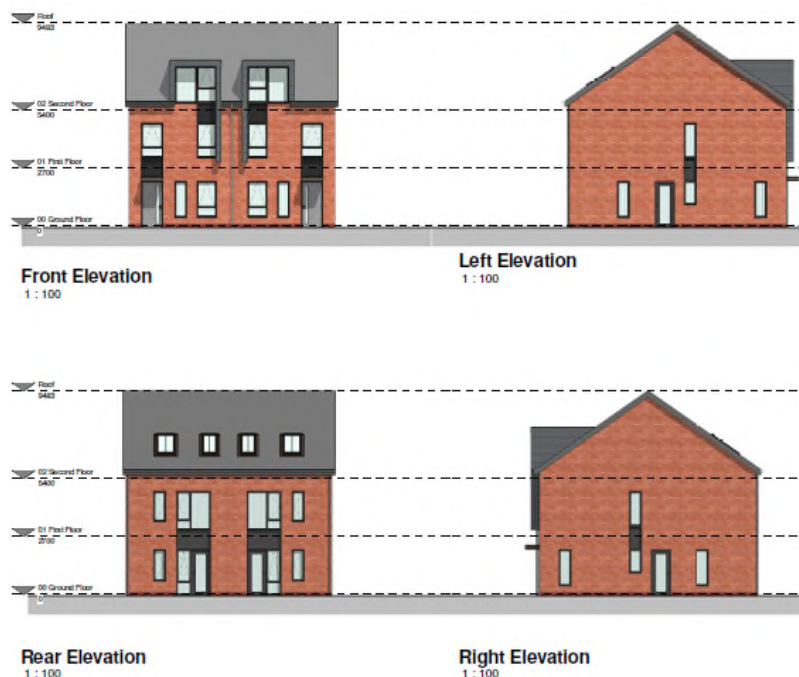 Roof
9483
02 Second Floor
5400
01 First Floor
2700
00 Ground Floor
0
Front Elevation
1 : 100
Left Elevation
1 : 100
Roof
9483
02 Second Floor
5400
01 First Floor
2700
00 Ground Floor
0
Rear Elevation
1 : 100
Right Elevation
1 : 100